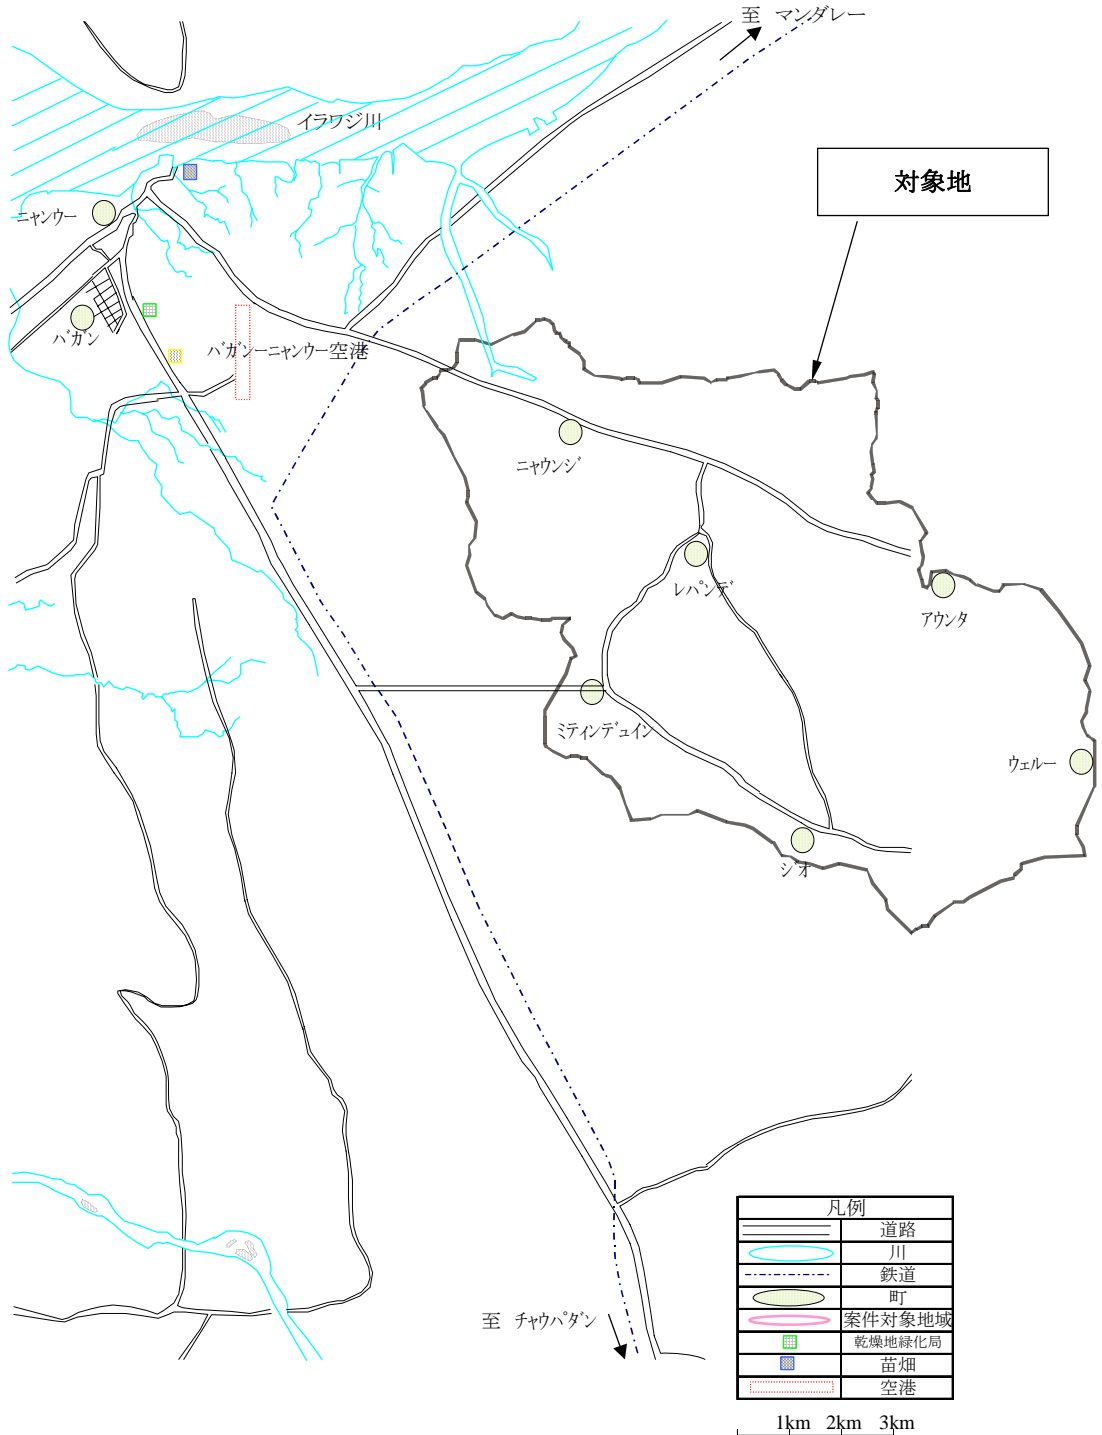 至 マンダレー
イラワジ川
対象地
ニャンウー
バガン
バガンーニャンウー空港
ニャウンジ
レパンデ
アウンタ
ミティンデュイン
ウェルー
ジオ
凡例
道路
川
鉄道
町
案件対象地域
乾燥地緑化局
苗畑
空港
至 チャウパダン
1km 2km 3km